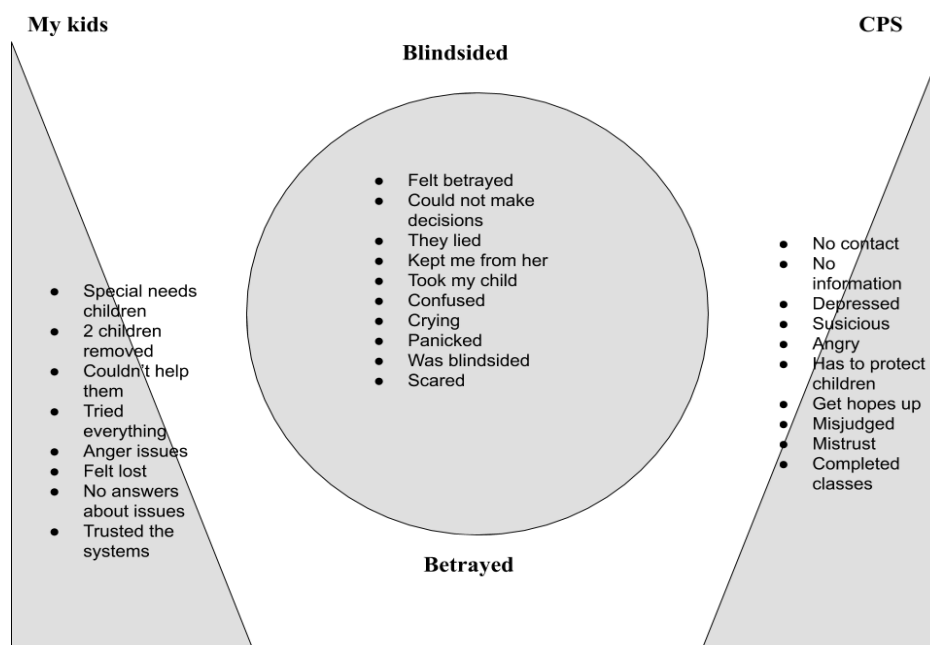 My kids
CPS
Blindsided
● Felt betrayed
● Could not make
decisions
● They lied
● Kept me from her
● Took my child
● Confused
● Crying
● Panicked
● Was blindsided
● Scared
● Special needs
children
● 2 children
removed
● Couldn't help
them
● Tried
everything
● Anger issues
● Felt lost
● No answers
about issues
● Trusted the
systems
● No contact
● No
information
● Depressed
● Susicious
● Angry
● Has to protect
children
● Get hopes up
● Misjudged
● Mistrust
● Completed
classes
Betrayed